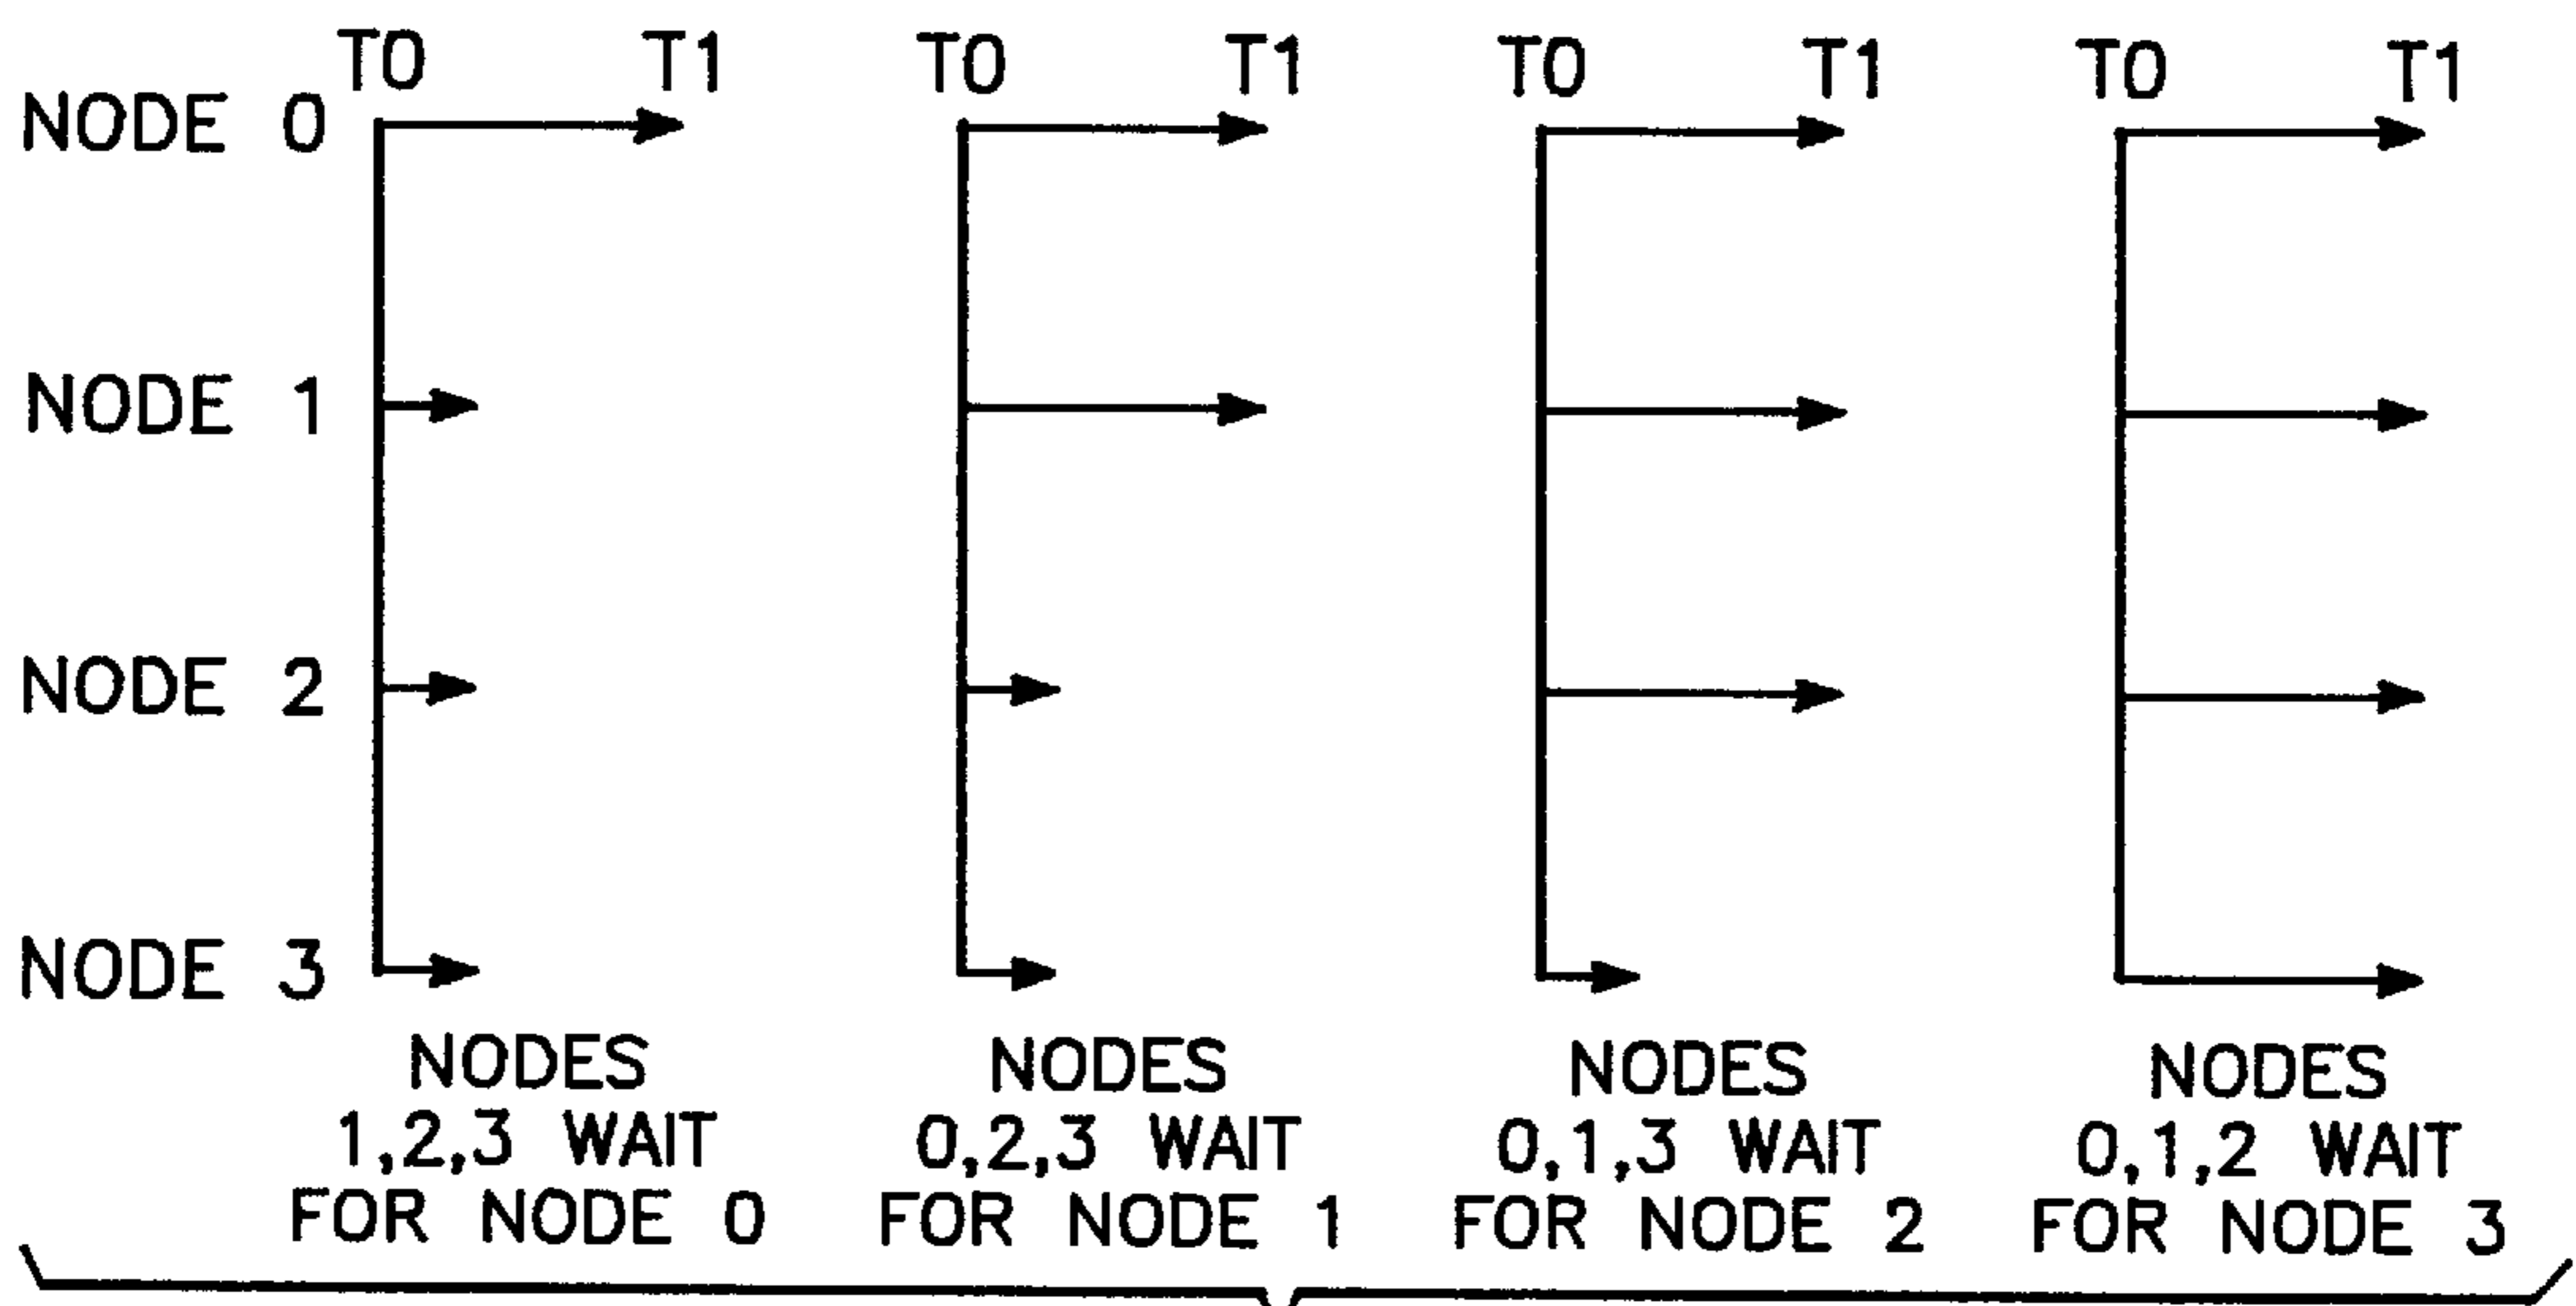 T0 T1 T0 T1 T0 T1 T0 T1
NODE 0
NODE 1
NODE 2
NODE 3
NODES
1,2,3 WAIT
FOR NODE 0
NODES
0,2,3 WAIT
FOR NODE 1
NODES
0,1,3 WAIT
FOR NODE 2
NODES
0,1,2 WAIT
FOR NODE 3